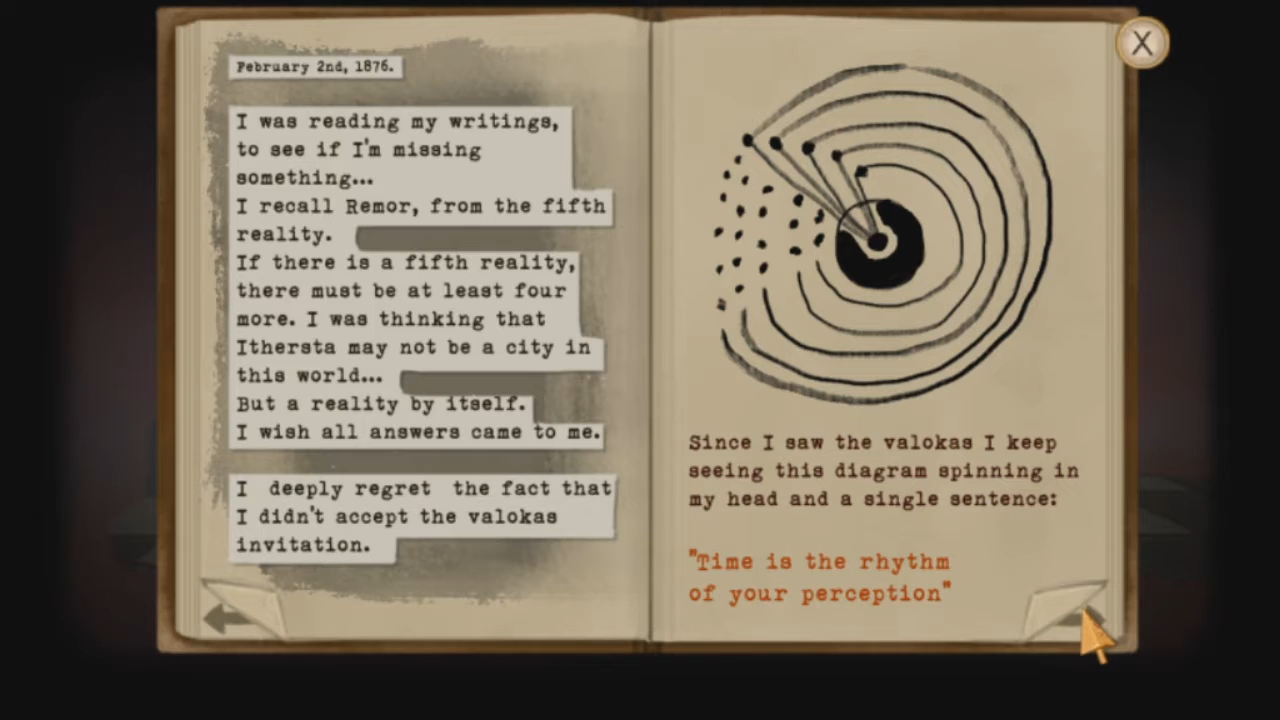 February 2nd, 1876.
I was reading my writings,
to see if I'm missing
something...
I recall Remor, from the fifth
reality.
If there is a fifth reality,
there must be at least four
more. I was thinking that
Ithersta may not be a city in
this world...
But a reality by itself.
I wish all answers came to me.
I deeply regret the fact that
I didn't accept the valokas
invitation.
Since I saw the valokas I keep
seeing this diagram spinning in
my head and a single sentence:
"Time is the rhythm
of your perception"
X